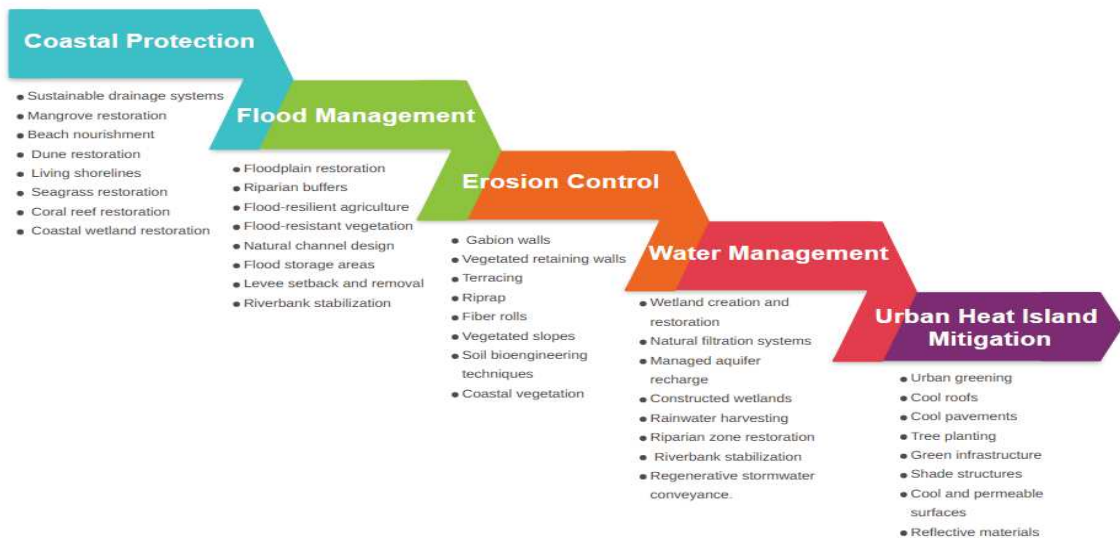 Coastal Protection
Sustainable drainage systems
Mangrove restoration
Beach nourishment
Dune restoration
Living shorelines
Seagrass restoration
Coral reef restoration
Coastal wetland restoration
Flood Management
Floodplain restoration
Riparian buffers
Flood-resilient agriculture
Flood-resistant vegetation
Natural channel design
Flood storage areas
Levee setback and removal
Riverbank stabilization
Erosion Control
Gabion walls
Vegetated retaining walls
Terracing
Riprap
Fiber rolls
Vegetated slopes
Soil bioengineering
techniques
Coastal vegetation
Water Management
Wetland creation and
restoration
Natural filtration systems
Managed aquifer
recharge
Constructed wetlands
Rainwater harvesting
Riparian zone restoration
Riverbank stabilization
Regenerative stormwater
conveyance.
Urban Heat Island
Mitigation
Urban greening
Cool roofs
Cool pavements
Tree planting
Green infrastructure
Shade structures
Cool and permeable
surfaces
Reflective materials